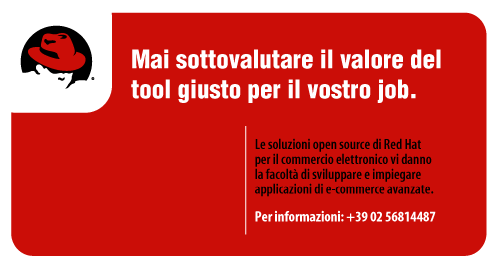 Mai sottovalutare il valore del
tool giusto per il vostro job.
Le soluzioni open source di Red Hat
per il commercio elettronico vi danno
la facoltà di sviluppare e impiegare
applicazioni di e-commerce avanzate.
Per informazioni: +39 02 56814487